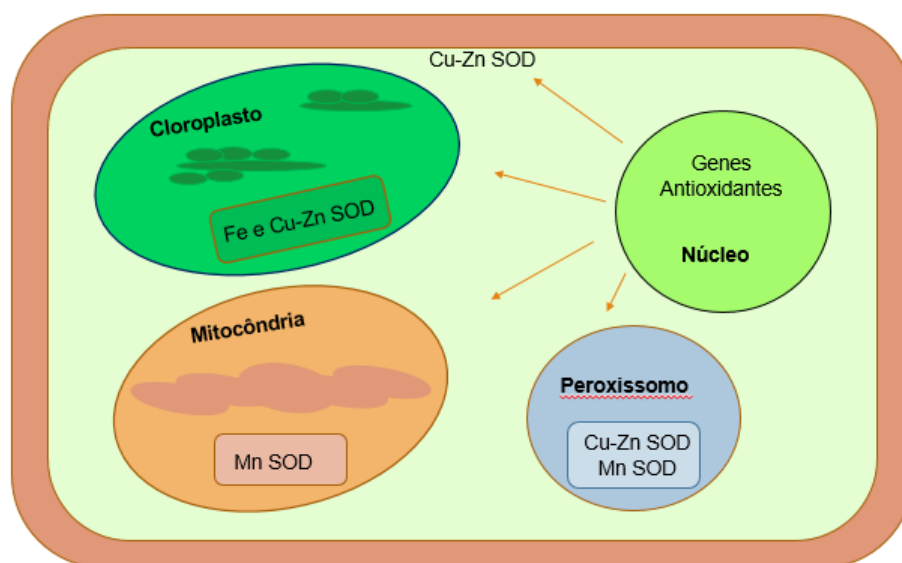 Cu-Zn SOD
Cloroplasto
Fe e Cu-Zn SOD
Genes
Antioxidantes
Núcleo
Mitocôndria
Mn SOD
Peroxissomo
Cu-Zn SOD
Mn SOD